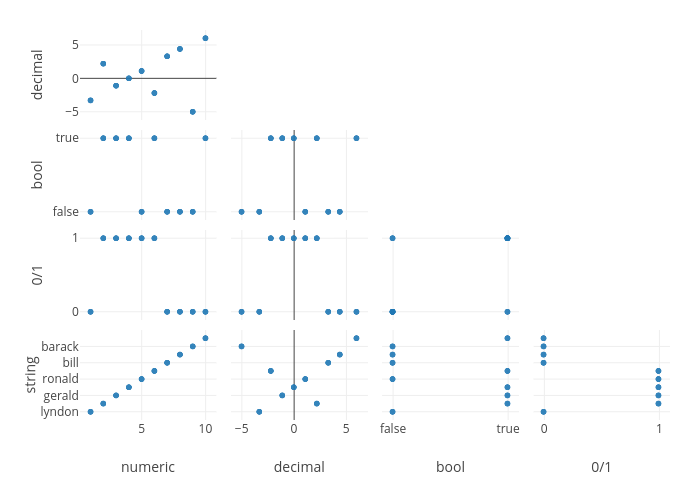 decimal
5
0
−5
bool
true
false
0/1
1
0
string
barack
bill
ronald
gerald
lyndon
5 10 −5 0 5 false true 0 1
numeric decimal bool 0/1